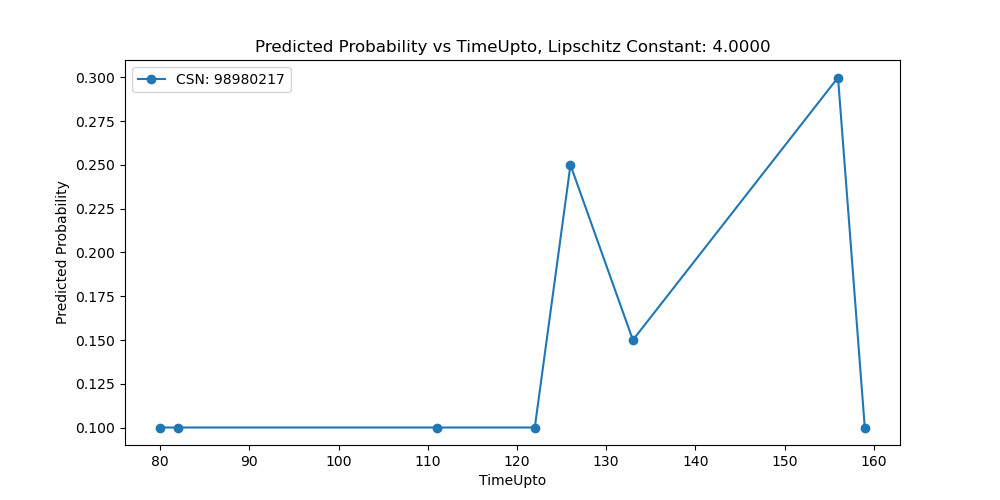 Predicted Probability vs TimeUpto, Lipschitz Constant: 4.0000
CSN: 98980217
Predicted Probability
0.300
0.275
0.250
0.225
0.200
0.175
0.150
0.125
0.100
80 90 100 110 120 130 140 150 160
TimeUpto